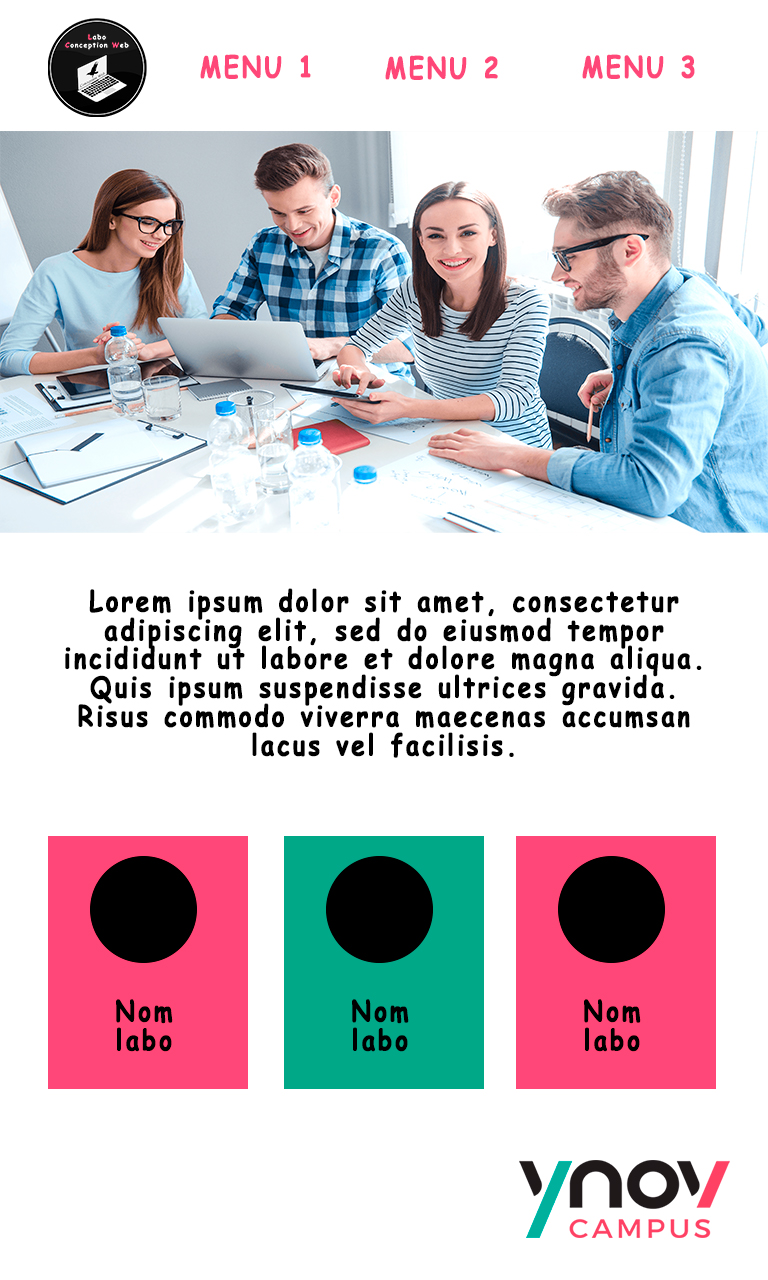 Labo
Conception Web
MENU 1
MENU 2
MENU 3
Lorem ipsum dolor sit amet, consectetur
adipiscing elit, sed do eiusmod tempor
incididunt ut labore et dolore magna aliqua.
Quis ipsum suspendisse ultrices gravida.
Risus commodo viverra maecenas accumsan
lacus vel facilisis.
Nom
labo
Nom
labo
Nom
labo
ynov
CAMPUS